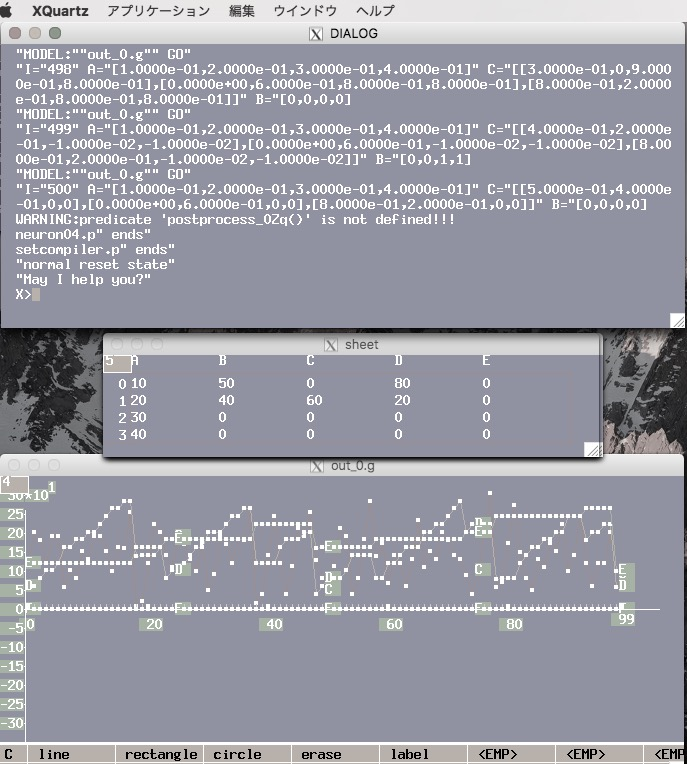 XQuartz アプリケーション 編集 ウインドウ ヘルプ
DIALOG
"MODEL:""out_0.g"" GO"
"I="498" A="[1.0000e-01,2.0000e-01,3.0000e-01,4.0000e-01]" C="[[3.0000e-01,0,9.000
0e-01,8.0000e-01],[0.0000e+00,6.0000e-01,8.0000e-01,8.0000e-01],[8.0000e-01,2.0000
e-01,8.0000e-01,8.0000e-01]]" B="[0,0,0,0]
"MODEL:""out_0.g"" GO"
"I="499" A="[1.0000e-01,2.0000e-01,3.0000e-01,4.0000e-01]" C="[[4.0000e-01,2.0000e
-01,-1.0000e-02,-1.0000e-02],[0.0000e+00,6.0000e-01,-1.0000e-02,-1.0000e-02],[8.00
00e-01,2.0000e-01,-1.0000e-02,-1.0000e-02]]" B="[0,0,1,1]
"MODEL:""out_0.g"" GO"
"I="500" A="[1.0000e-01,2.0000e-01,3.0000e-01,4.0000e-01]" C="[[5.0000e-01,4.0000e
-01,0,0],[0.0000e+00,6.0000e-01,0,0],[8.0000e-01,2.0000e-01,0,0]]" B="[0,0,0,0]
WARNING:predicate 'postprocess_0Zq()' is not defined!!!
neuron04.p" ends"
setcompiler.p" ends"
"normal reset state"
"May I help you?"
X>
sheet
5 A B C D E
0 10 50 0 80 0
1 20 40 60 20 0
2 30 0 0 0 0
3 40 0 0 0 0
out_0.g
4
30*10 1
25
20
15
10
5
0
-5
-10
-15
-20
-25
-30
E
D
E
E
D
E
E
D
C
E
D
E
C
E
E
D
E
0 20 40 60 80 99
C line rectangle circle erase label <EMP> <EMP> <EMP